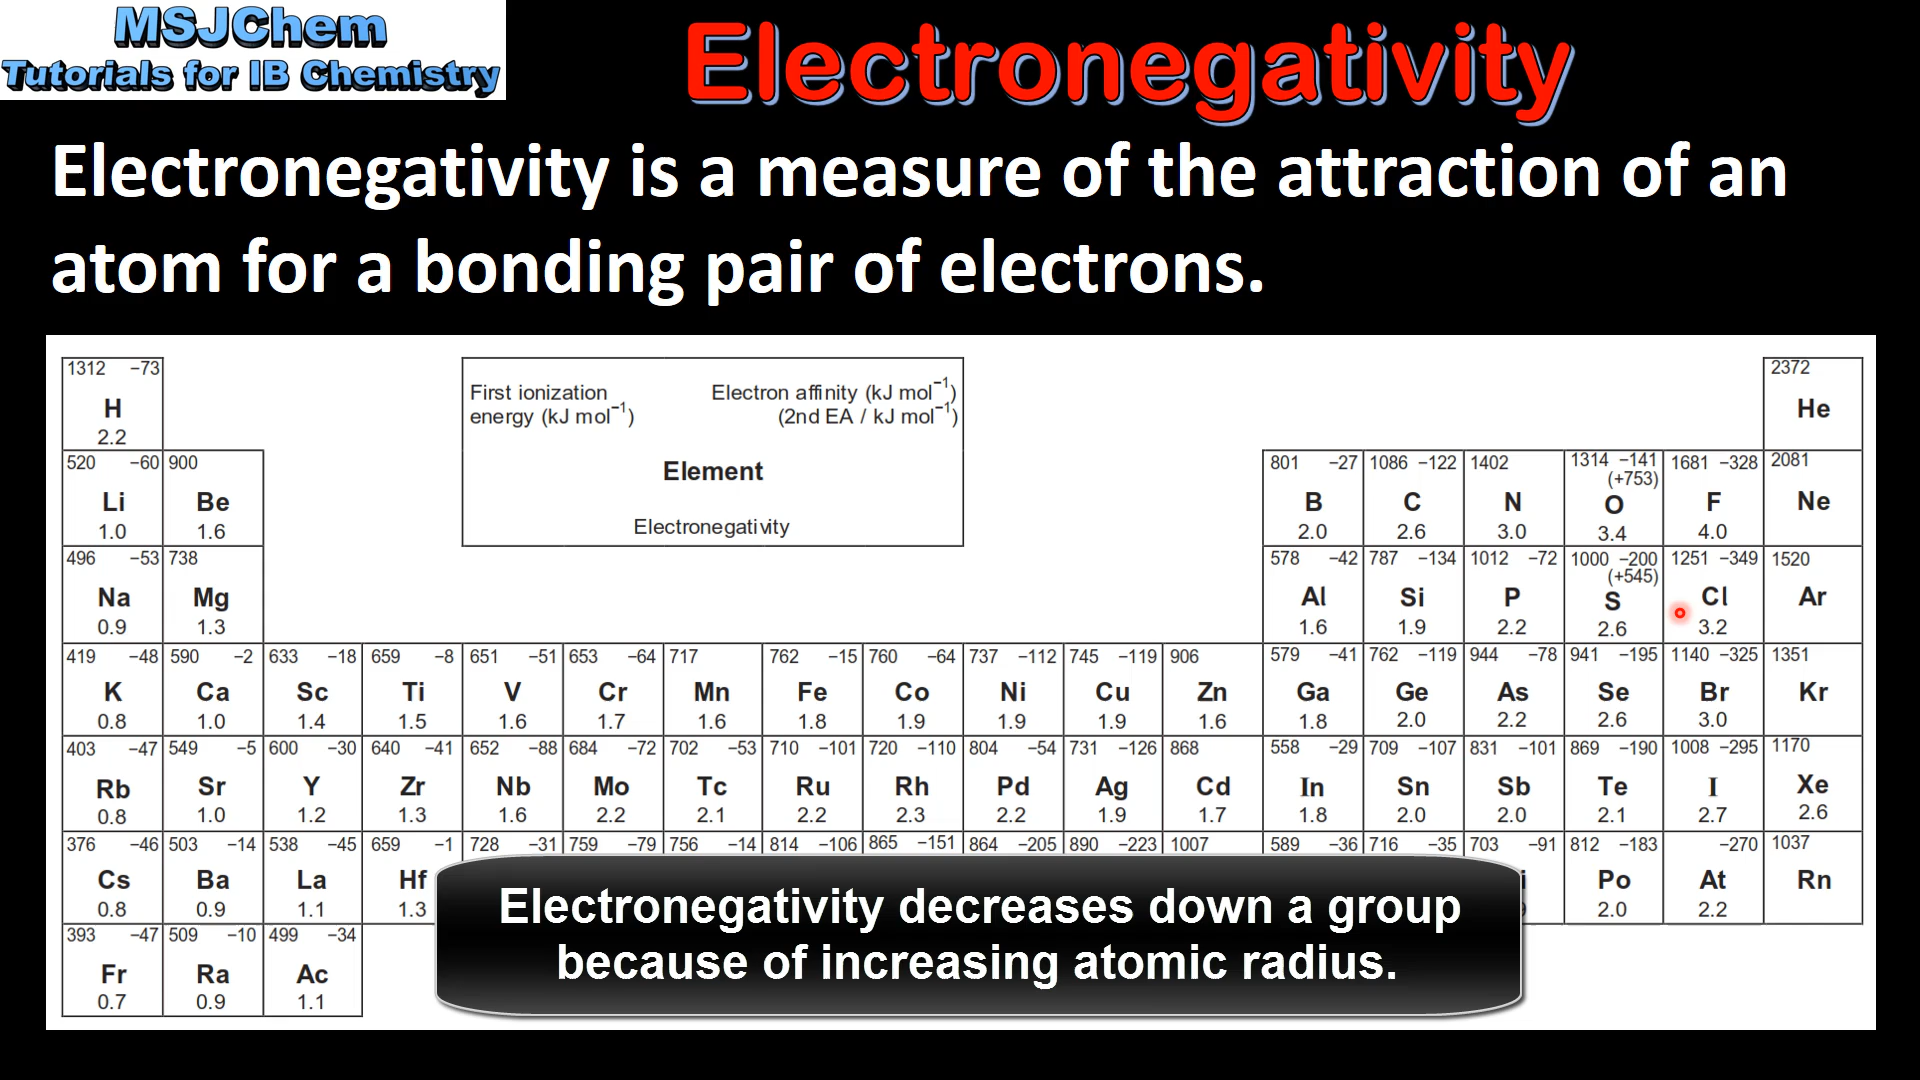 MSJChem
Tutorials for IB Chemistry
Electronegativity
Electronegativity is a measure of the attraction of an
atom for a bonding pair of electrons.
1312 −73
H
2.2
First ionization energy (kJ mol⁻¹)
Electron affinity (kJ mol⁻¹)
(2nd EA / kJ mol⁻¹)
Element
Electronegativity
2372
He
520 −60 900 801 −27 1086 −122 1402 1314 −141 (+753) 1681 −328 2081
Li Be B C N O F Ne
1.0 1.6 2.0 2.6 3.0 3.4 4.0
496 −53 738 578 −42 787 −134 1012 −72 1000 −200 (+545) 1251 −349 1520
Na Mg Al Si P S Cl Ar
0.9 1.3 1.6 1.9 2.2 2.6 3.2
419 −48 590 −2 633 −18 659 −8 651 −51 653 −64 717 762 −15 760 −64 737 −112 745 −119 906 579 −41 762 −119 944 −78 941 −195 1140 −325 1351
K Ca Sc Ti V Cr Mn Fe Co Ni Cu Zn Ga Ge As Se Br Kr
0.8 1.0 1.4 1.5 1.6 1.7 1.6 1.8 1.9 1.9 1.9 1.6 1.8 2.0 2.2 2.6 3.0
403 −47 549 −5 600 −30 640 −41 652 −88 684 −72 702 −53 710 −101 720 −110 804 −54 731 −126 868 558 −29 709 −107 831 −101 869 −190 1008 −295 1170
Rb Sr Y Zr Nb Mo Tc Ru Rh Pd Ag Cd In Sn Sb Te I Xe
0.8 1.0 1.2 1.3 1.6 2.2 2.1 2.2 2.3 2.2 1.9 1.7 1.8 2.0 2.0 2.1 2.7 2.6
376 −46 503 −14 538 −45 659 −1 728 −31 759 −79 756 −14 814 −106 865 −151 864 −205 890 −223 1007 589 −36 716 −35 703 −91 812 −183 −270 1037
Cs Ba La Hf Po At Rn
0.8 0.9 1.1 1.3 2.0 2.2
393 −47 509 −10 499 −34
Fr Ra Ac
0.7 0.9 1.1
Electronegativity decreases down a group
because of increasing atomic radius.